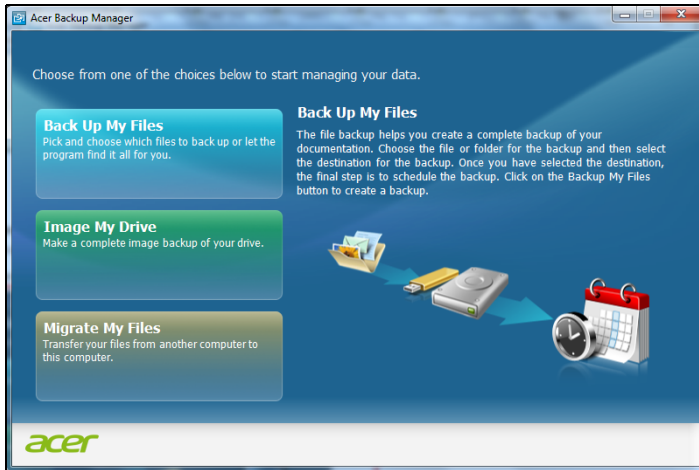 Acer Backup Manager
Choose from one of the choices below to start managing your data.
Back Up My Files
Pick and choose which files to back up or let the
program find it all for you.
Image My Drive
Make a complete image backup of your drive.
Migrate My Files
Transfer your files from another computer to
this computer.
Back Up My Files
The file backup helps you create a complete backup of your
documentation. Choose the file or folder for the backup and then select
the destination for the backup. Once you have selected the destination,
the final step is to schedule the backup. Click on the Backup My Files
button to create a backup.
acer